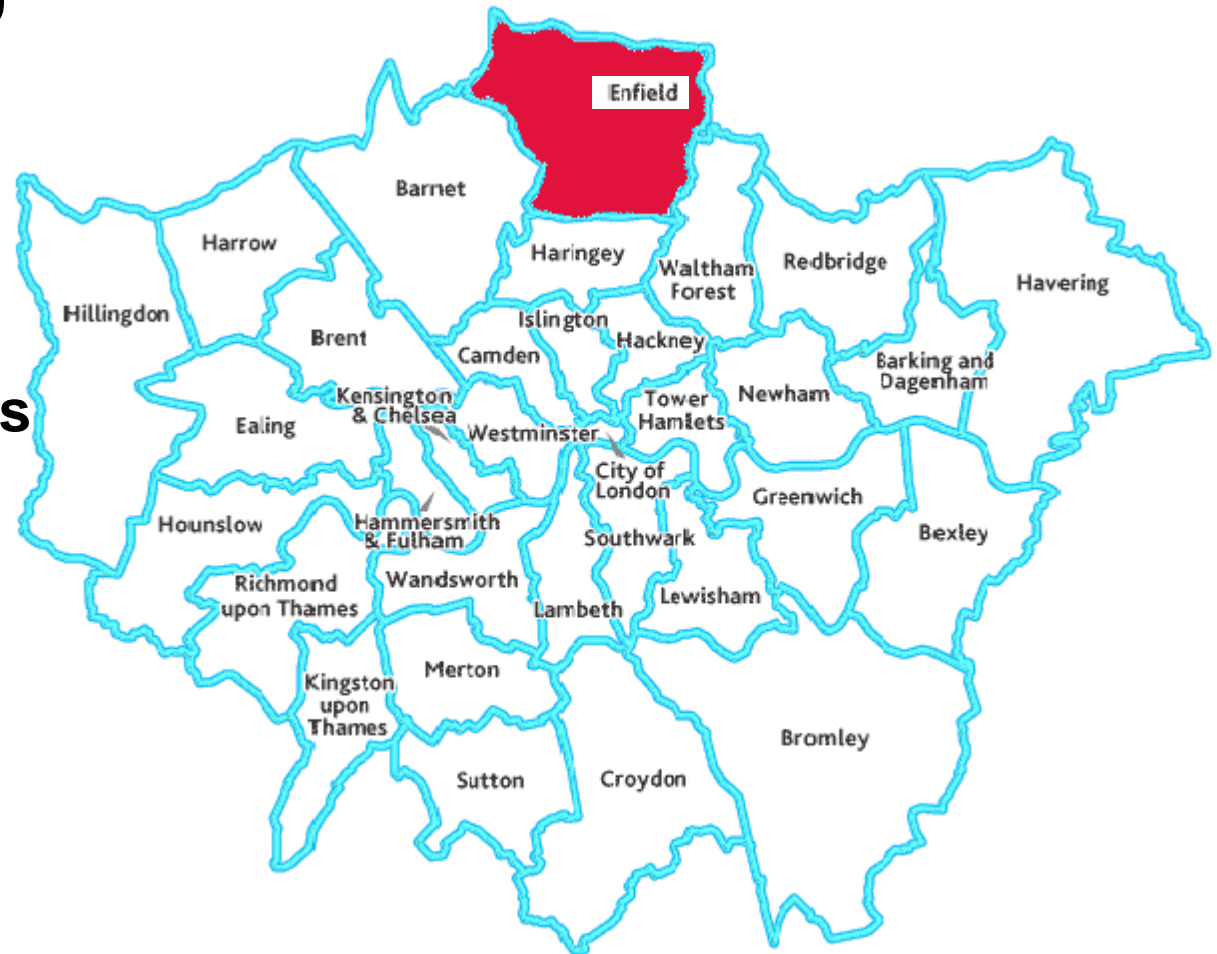 )
Enfield
Barnet
Harrow
Haringey
Redbridge
Waltham
Forest
Havering
Hillingdon
Islington
Brent
Hackney
Camden
Barking and
Dagenham
Kensington
& Chelsea
Newham
Tower
Hamlets
s
Ealing
Westminster
City of
London
Greenwich
Hounslow
Hammersmith
& Fulham
Southwark
Bexley
Richmond
upon Thames
Wandsworth
Lambeth
Lewisham
Merton
Kingston
upon
Thames
Bromley
Sutton
Croydon